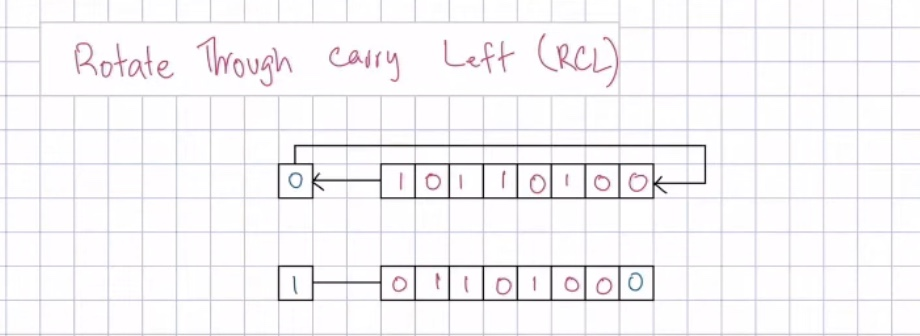 Rotate Through carry Left (RCL)
0 1 0 1 1 0 1 0 0
1 0 1 1 0 1 0 0 0